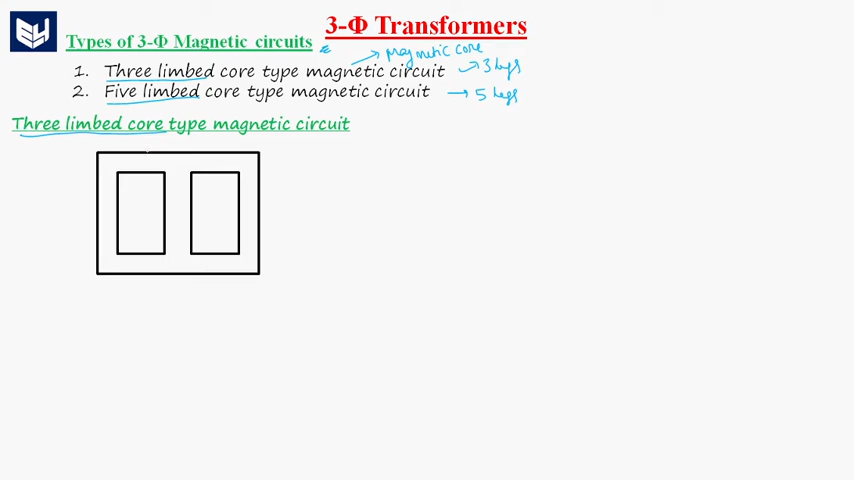 3-Φ Transformers
Types of 3-Φ Magnetic circuits
→ magnetic core
1. Three limbed core type magnetic circuit → 3 legs
2. Five limbed core type magnetic circuit → 5 legs
Three limbed core type magnetic circuit